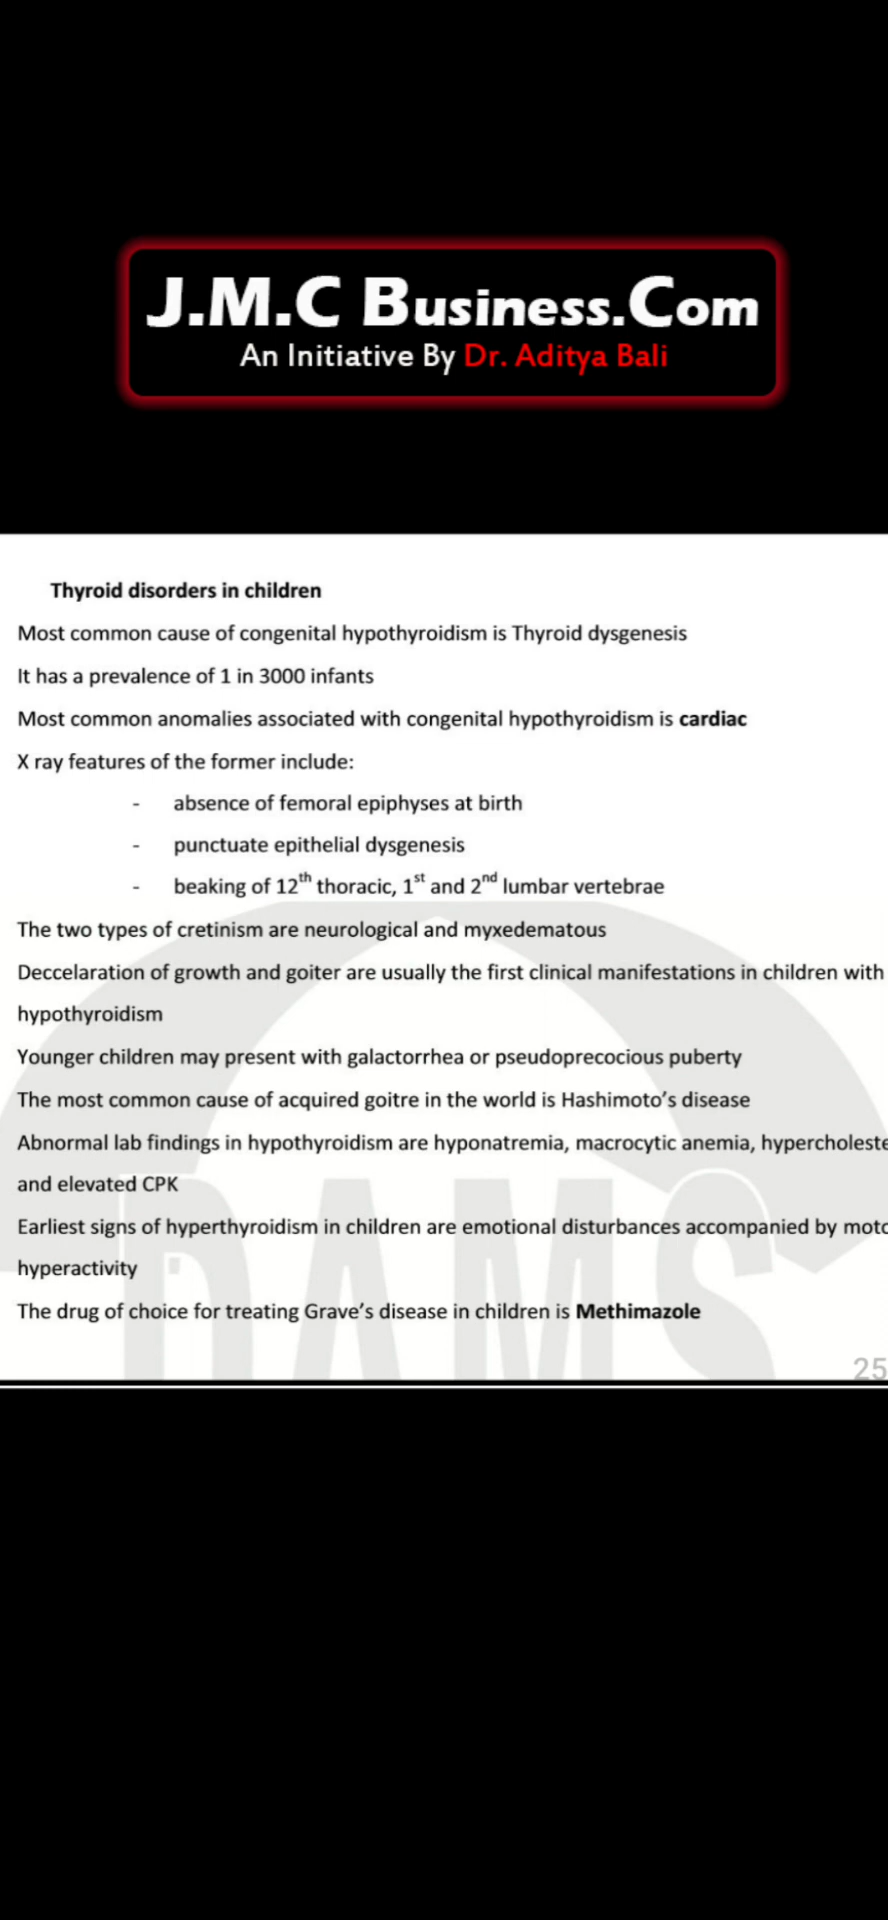 J.M.C Business.Com
An Initiative By Dr. Aditya Bali
Thyroid disorders in children
Most common cause of congenital hypothyroidism is Thyroid dysgenesis
It has a prevalence of 1 in 3000 infants
Most common anomalies associated with congenital hypothyroidism is cardiac
X ray features of the former include:
- absence of femoral epiphyses at birth
- punctuate epithelial dysgenesis
- beaking of 12th thoracic, 1st and 2nd lumbar vertebrae
The two types of cretinism are neurological and myxedematous
Deccelaration of growth and goiter are usually the first clinical manifestations in children with
hypothyroidism
Younger children may present with galactorrhea or pseudoprecocious puberty
The most common cause of acquired goitre in the world is Hashimoto's disease
Abnormal lab findings in hypothyroidism are hyponatremia, macrocytic anemia, hypercholeste
and elevated CPK
Earliest signs of hyperthyroidism in children are emotional disturbances accompanied by moto
hyperactivity
The drug of choice for treating Grave's disease in children is Methimazole
DAMS
25